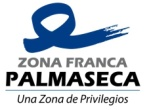 ZONA FRANCA
PALMASECA
Una Zona de Privilegios